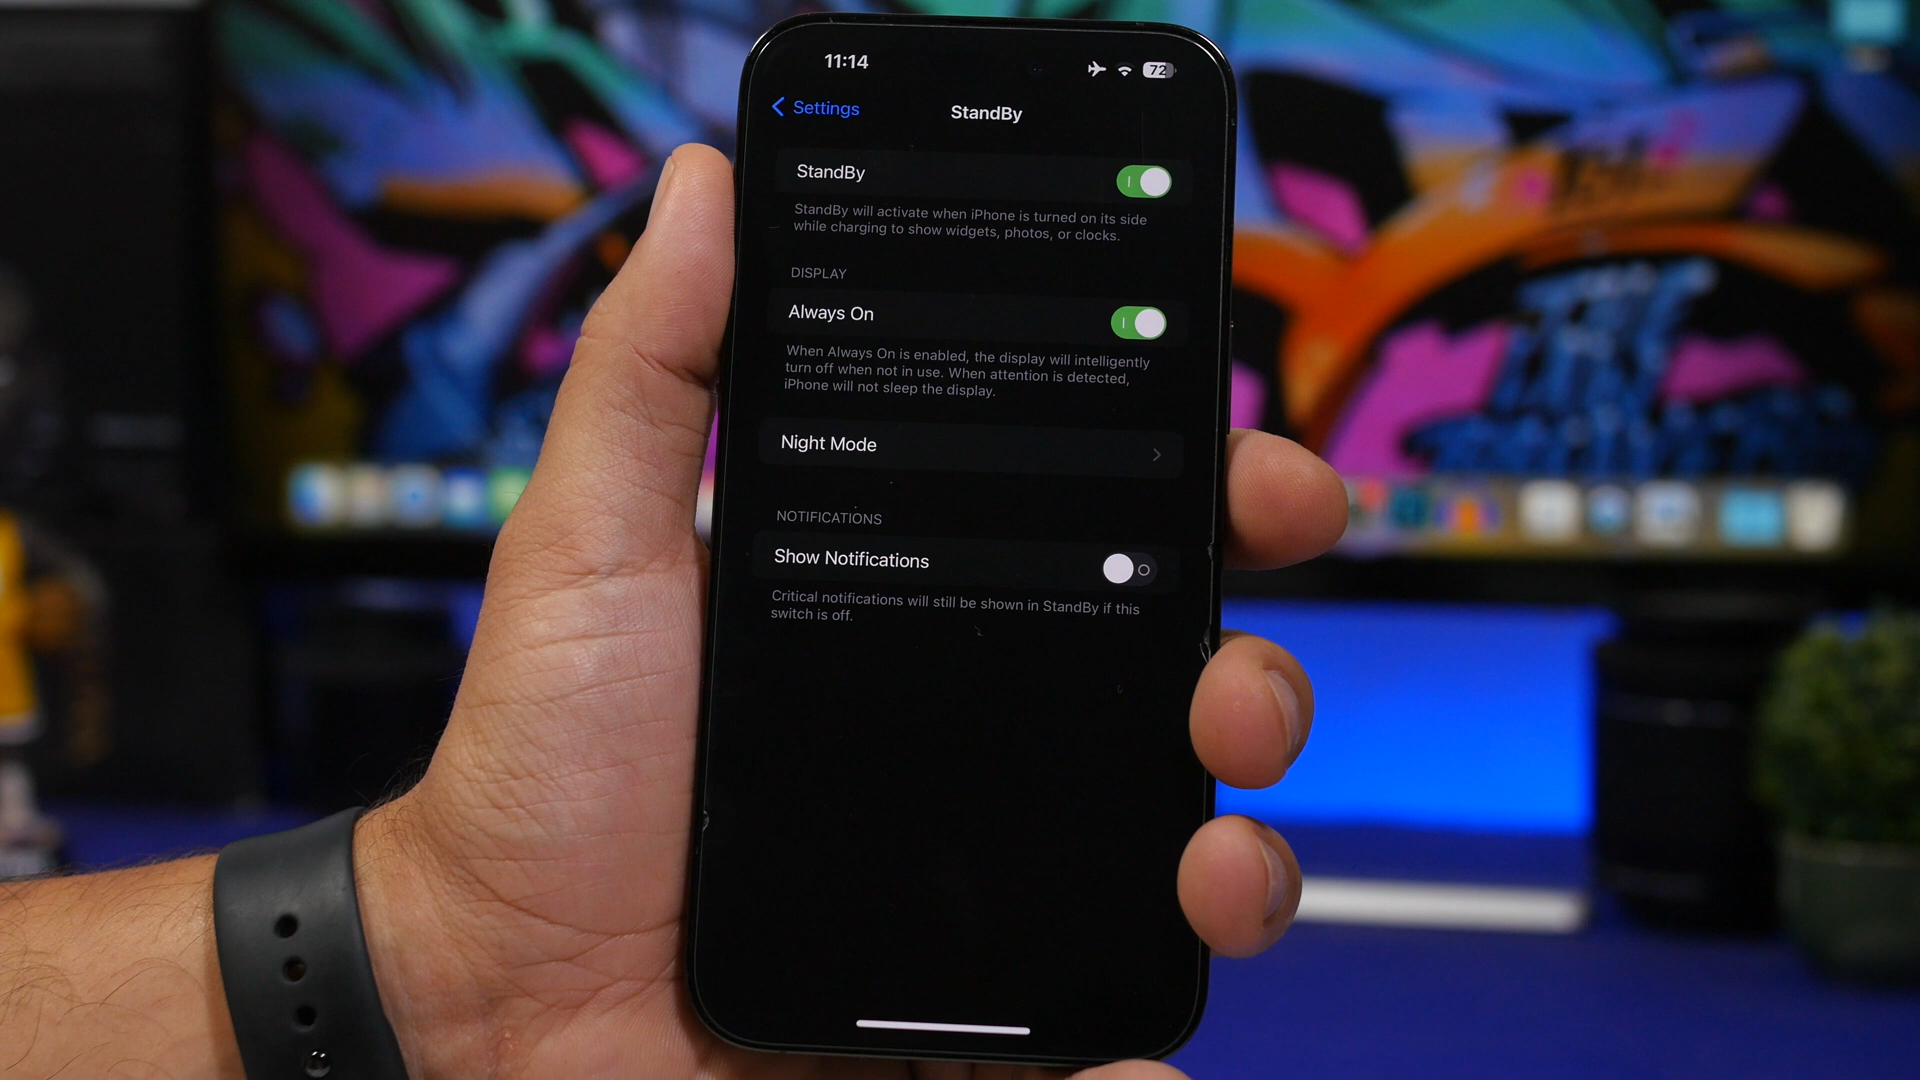 11:14
72
Settings
StandBy
StandBy
StandBy will activate when iPhone is turned on its side
while charging to show widgets, photos, or clocks.
DISPLAY
Always On
When Always On is enabled, the display will intelligently
turn off when not in use. When attention is detected,
iPhone will not sleep the display.
Night Mode
NOTIFICATIONS
Show Notifications
Critical notifications will still be shown in StandBy if this
switch is off.